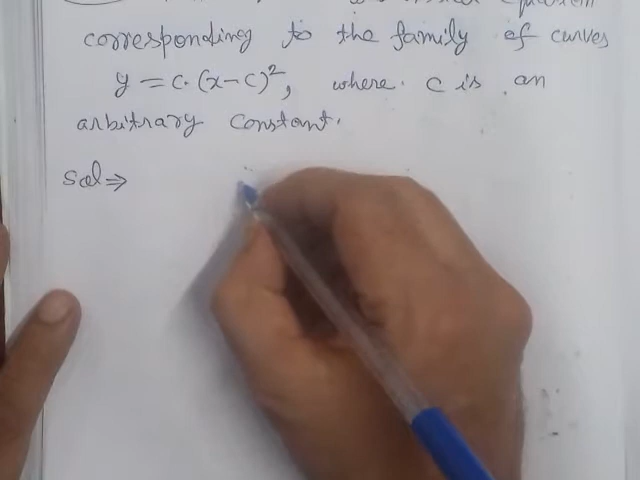 corresponding to the family of curves
y = c·(x-c)², where c is an
arbitrary constant.
Sol⇒